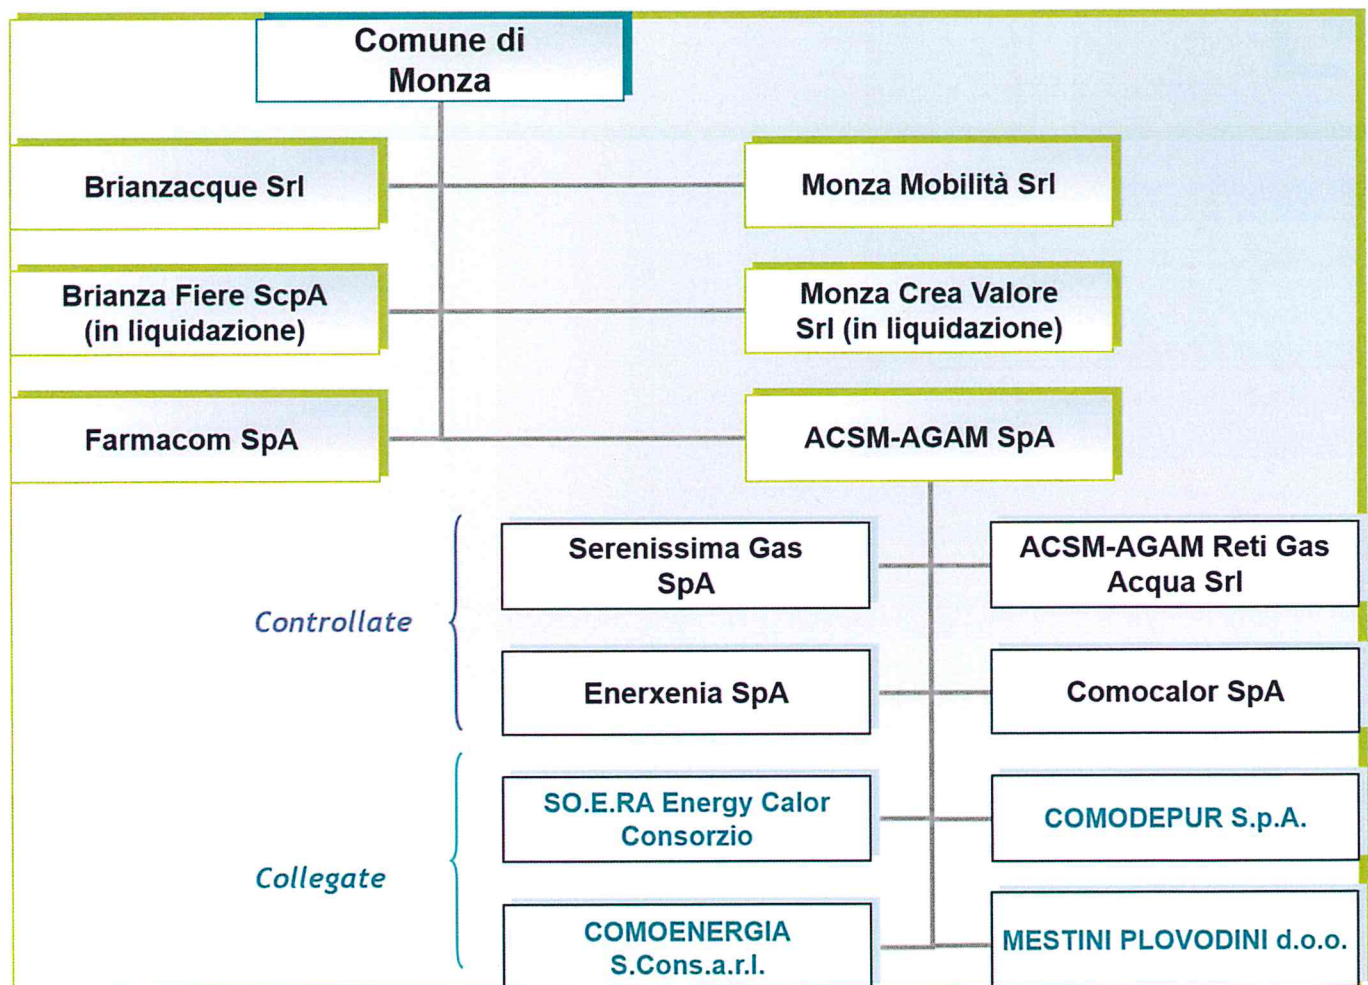 Comune di
Monza
Brianzacque Srl
Monza Mobilità Srl
Brianza Fiere ScpA
(in liquidazione)
Monza Crea Valore
Srl (in liquidazione)
Farmacom SpA
ACSM-AGAM SpA
Controllate
Serenissima Gas
SpA
ACSM-AGAM Reti Gas
Acqua Srl
Enerxenia SpA
Comocalor SpA
Collegate
SO.E.RA Energy Calor
Consorzio
COMODEPUR S.p.A.
COMOENERGIA
S.Cons.a.r.l.
MESTINI PLOVODINI d.o.o.